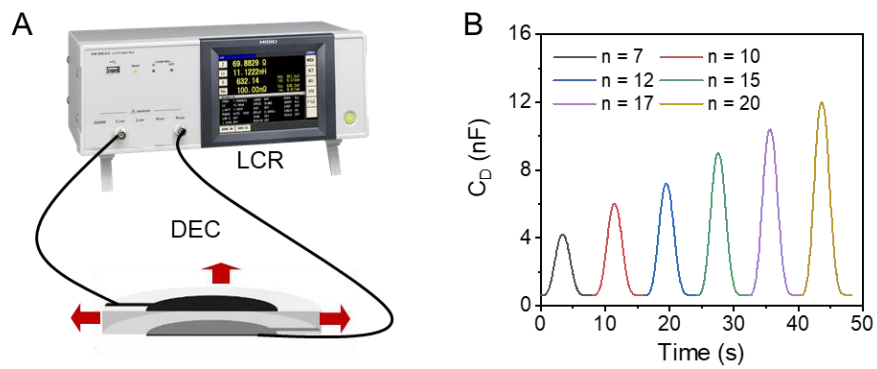 A
HIOKI
69.8829 Ω
11.1222nH
632.14
100.00mΩ
LCR
DEC
B
C_D (nF)
16
12
8
4
0
n = 7 n = 10
n = 12 n = 15
n = 17 n = 20
0 10 20 30 40 50
Time (s)